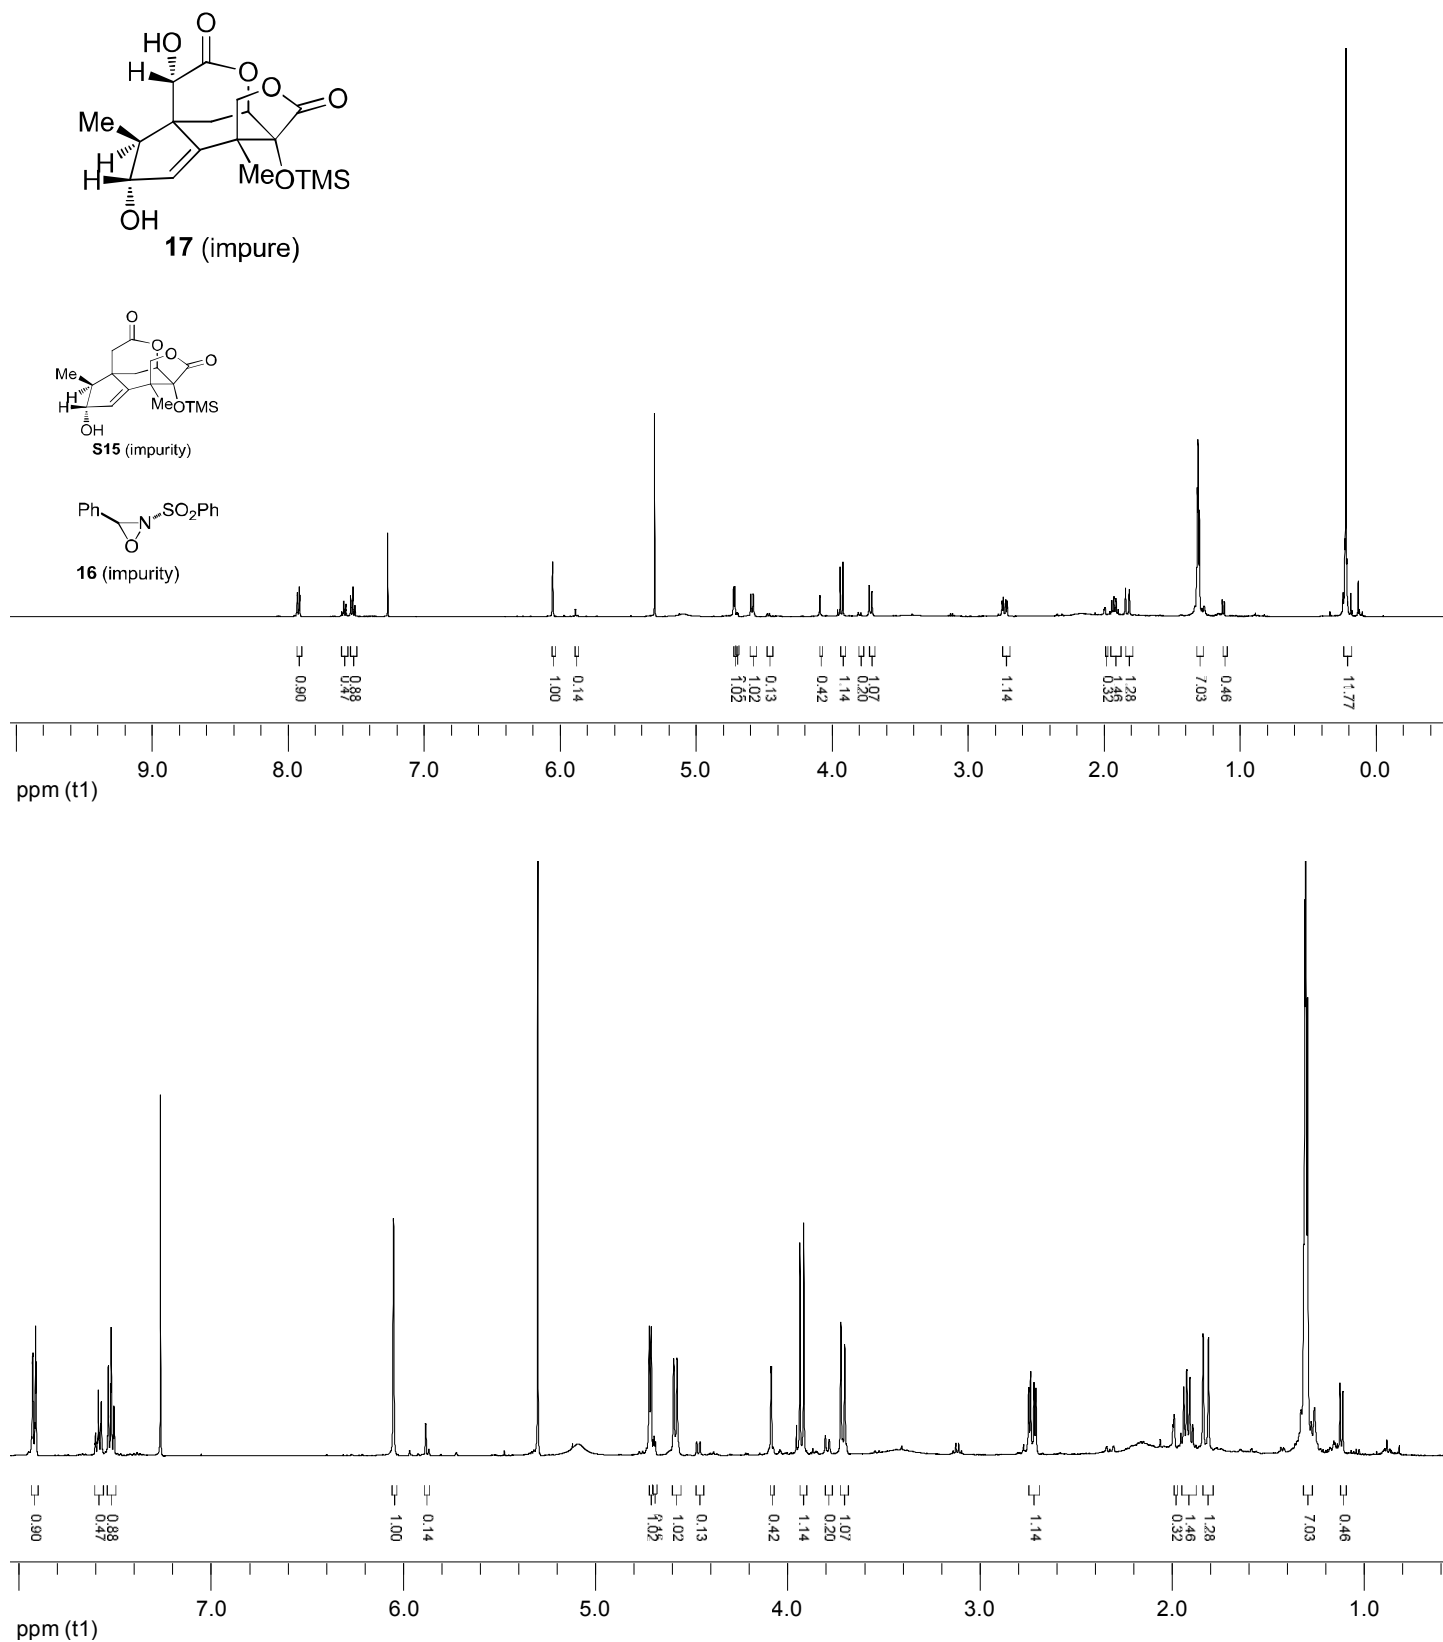 HO
O
H
O
O
O
Me
H
H
Me
OTMS
OH
17 (impure)
O
O
O
O
Me
H
H
Me
OTMS
OH
S15 (impurity)
Ph
N
SO2Ph
O
16 (impurity)
0.90
0.47
0.88
1.00
0.14
1.02
1.02
0.13
0.42
1.14
0.20
1.07
1.14
0.32
1.46
1.28
7.03
0.46
11.77
9.0 8.0 7.0 6.0 5.0 4.0 3.0 2.0 1.0 0.0
ppm (t1)
0.90
0.47
0.88
1.00
0.14
1.02
0.13
0.42
1.14
0.20
1.07
1.14
0.32
1.46
1.28
7.03
0.46
7.0 6.0 5.0 4.0 3.0 2.0 1.0
ppm (t1)